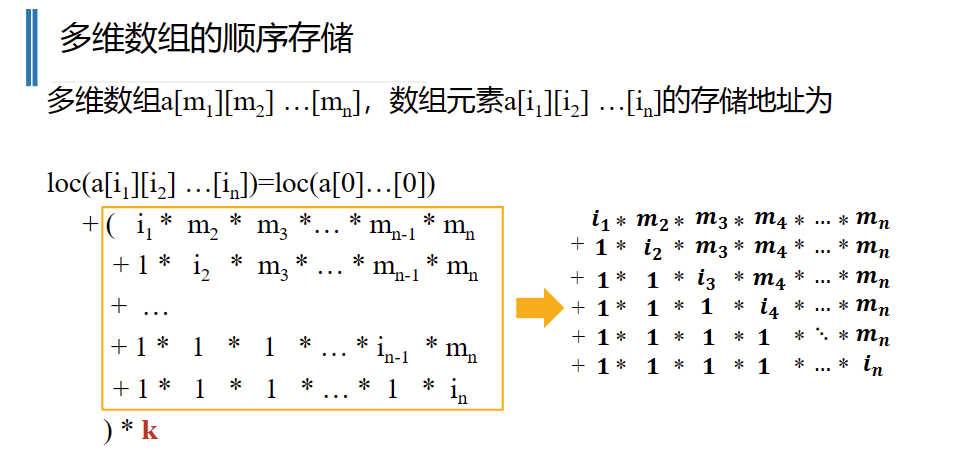 多维数组的顺序存储
多维数组a[m₁][m₂] …[mₙ]，数组元素a[i₁][i₂] …[iₙ]的存储地址为
loc(a[i₁][i₂] …[iₙ])=loc(a[0]…[0])
+ ( i₁ * m₂ * m₃ *… * mₙ₋₁ * mₙ
+ 1 * i₂ * m₃ * … * mₙ₋₁ * mₙ
+ …
+ 1 * 1 * 1 * … * iₙ₋₁ * mₙ
+ 1 * 1 * 1 * … * 1 * iₙ
) * k
i₁ * m₂ * m₃ * m₄ * … * mₙ
+ 1 * i₂ * m₃ * m₄ * … * mₙ
+ 1 * 1 * i₃ * m₄ * … * mₙ
+ 1 * 1 * 1 * i₄ * … * mₙ
+ 1 * 1 * 1 * 1 * ⋱ * mₙ
+ 1 * 1 * 1 * 1 * … * iₙ